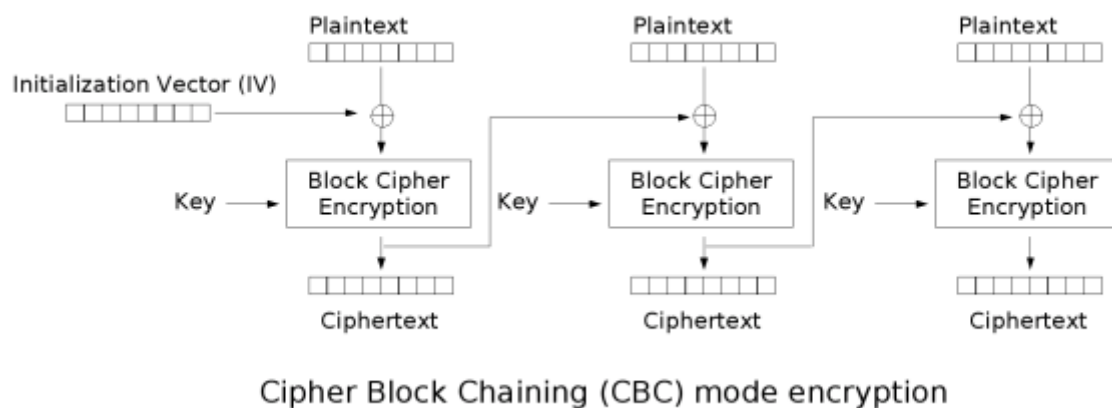 Plaintext
Plaintext
Plaintext
Initialization Vector (IV)
Key
Block Cipher
Encryption
Key
Block Cipher
Encryption
Key
Block Cipher
Encryption
Ciphertext
Ciphertext
Ciphertext
Cipher Block Chaining (CBC) mode encryption